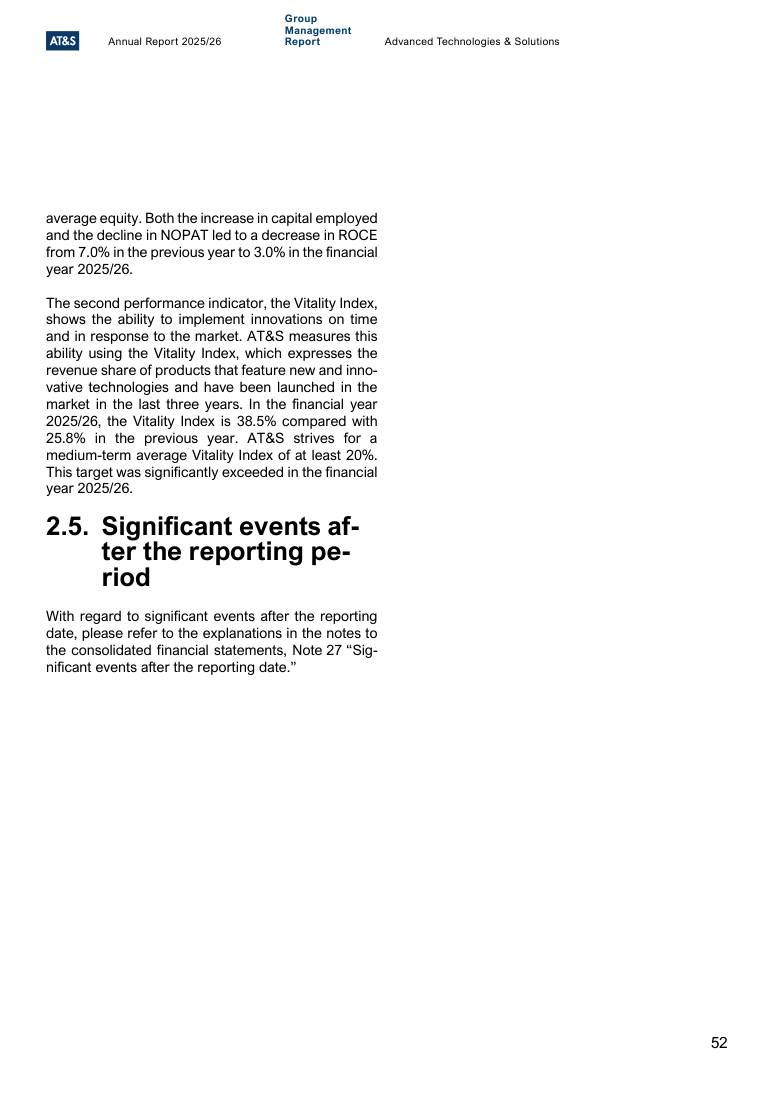 Group
Management
Report
AT&S
Annual Report 2025/26
Advanced Technologies & Solutions
average equity. Both the increase in capital employed
and the decline in NOPAT led to a decrease in ROCE
from 7.0% in the previous year to 3.0% in the financial
year 2025/26.
The second performance indicator, the Vitality Index,
shows the ability to implement innovations on time
and in response to the market. AT&S measures this
ability using the Vitality Index, which expresses the
revenue share of products that feature new and inno-
vative technologies and have been launched in the
market in the last three years. In the financial year
2025/26, the Vitality Index is 38.5% compared with
25.8% in the previous year. AT&S strives for a
medium-term average Vitality Index of at least 20%.
This target was significantly exceeded in the financial
year 2025/26.
2.5. Significant events af-
ter the reporting pe-
riod
With regard to significant events after the reporting
date, please refer to the explanations in the notes to
the consolidated financial statements, Note 27 “Sig-
nificant events after the reporting date.”
52